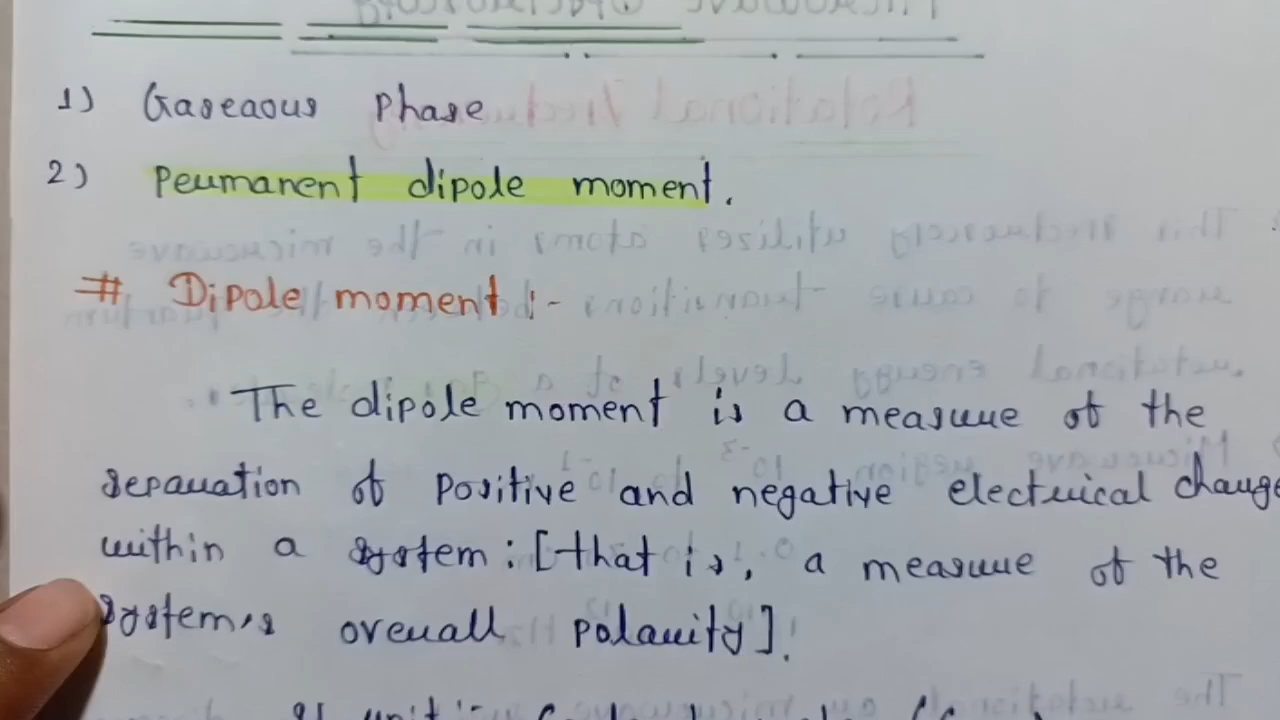 1) Gaseaous Phase
2) Permanent dipole moment.
# Dipole moment :-
The dipole moment is a measure of the
separation of Positive and negative electrical charge
within a system : [that is, a measure of the
system's overall polarity].